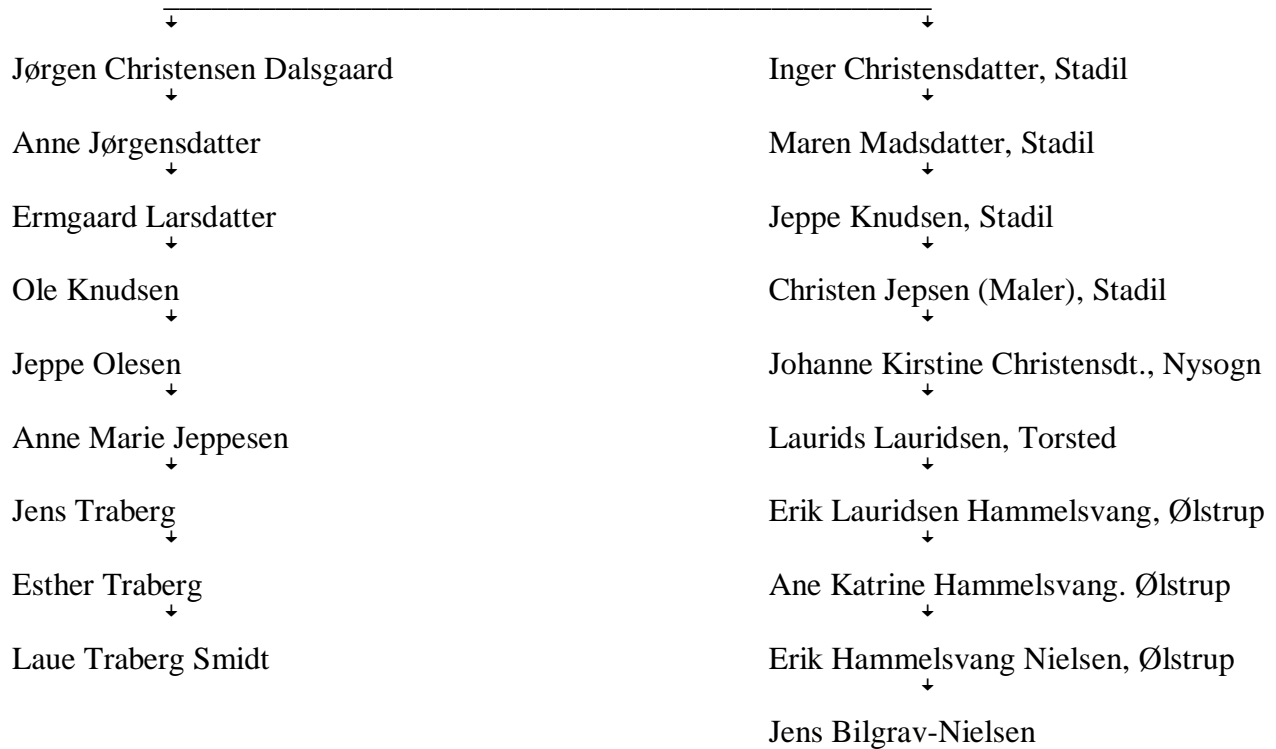 Jørgen Christensen Dalsgaard
Inger Christensdatter, Stadil
Anne Jørgensdatter
Maren Madsdatter, Stadil
Ermgaard Larsdatter
Jeppe Knudsen, Stadil
Ole Knudsen
Christen Jepsen (Maler), Stadil
Jeppe Olesen
Johanne Kirstine Christensdt., Nysogn
Anne Marie Jeppesen
Laurids Lauridsen, Torsted
Jens Traberg
Erik Lauridsen Hammelsvang, Ølstrup
Esther Traberg
Ane Katrine Hammelsvang. Ølstrup
Laue Traberg Smidt
Erik Hammelsvang Nielsen, Ølstrup
Jens Bilgrav-Nielsen